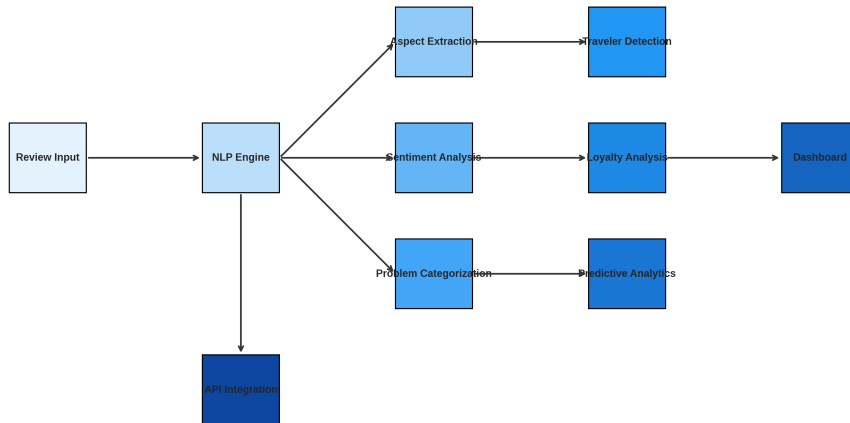 Aspect Extraction
Traveler Detection
Review Input
NLP Engine
Sentiment Analysis
Loyalty Analysis
Dashboard
Problem Categorization
Predictive Analytics
API Integration